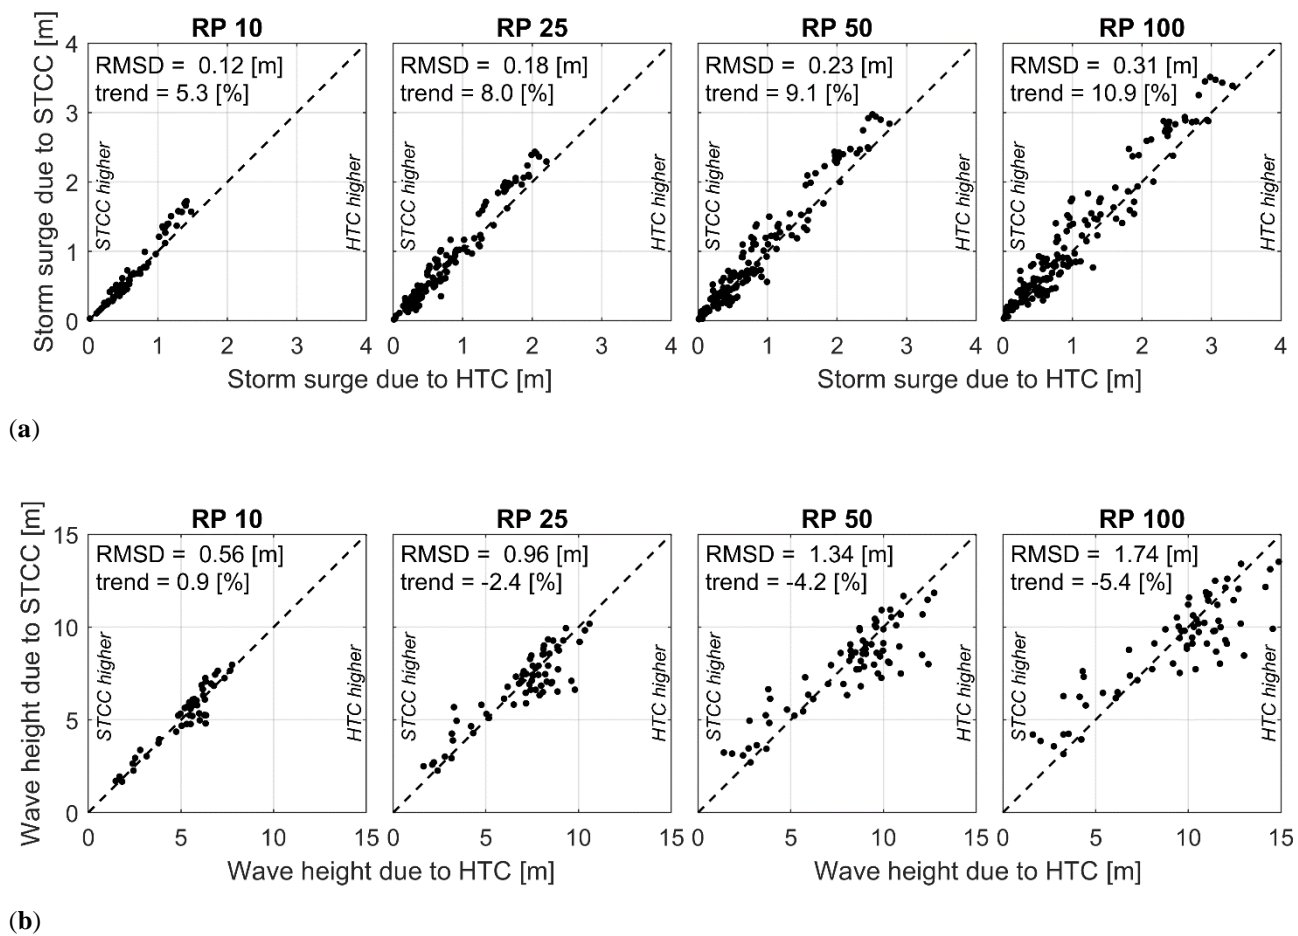 RP 10 RP 25 RP 50 RP 100
Storm surge due to STCC [m]
4
3
2
1
0
RMSD = 0.12 [m]
trend = 5.3 [%]
STCC higher
HTC higher
RMSD = 0.18 [m]
trend = 8.0 [%]
STCC higher
HTC higher
RMSD = 0.23 [m]
trend = 9.1 [%]
STCC higher
HTC higher
RMSD = 0.31 [m]
trend = 10.9 [%]
STCC higher
HTC higher
0 1 2 3 4 0 1 2 3 4 0 1 2 3 4 0 1 2 3 4
Storm surge due to HTC [m] Storm surge due to HTC [m]
(a)
RP 10 RP 25 RP 50 RP 100
Wave height due to STCC [m]
15
10
5
0
RMSD = 0.56 [m]
trend = 0.9 [%]
STCC higher
HTC higher
RMSD = 0.96 [m]
trend = -2.4 [%]
STCC higher
HTC higher
RMSD = 1.34 [m]
trend = -4.2 [%]
STCC higher
HTC higher
RMSD = 1.74 [m]
trend = -5.4 [%]
STCC higher
HTC higher
0 5 10 15 0 5 10 15 0 5 10 15 0 5 10 15
Wave height due to HTC [m] Wave height due to HTC [m]
(b)